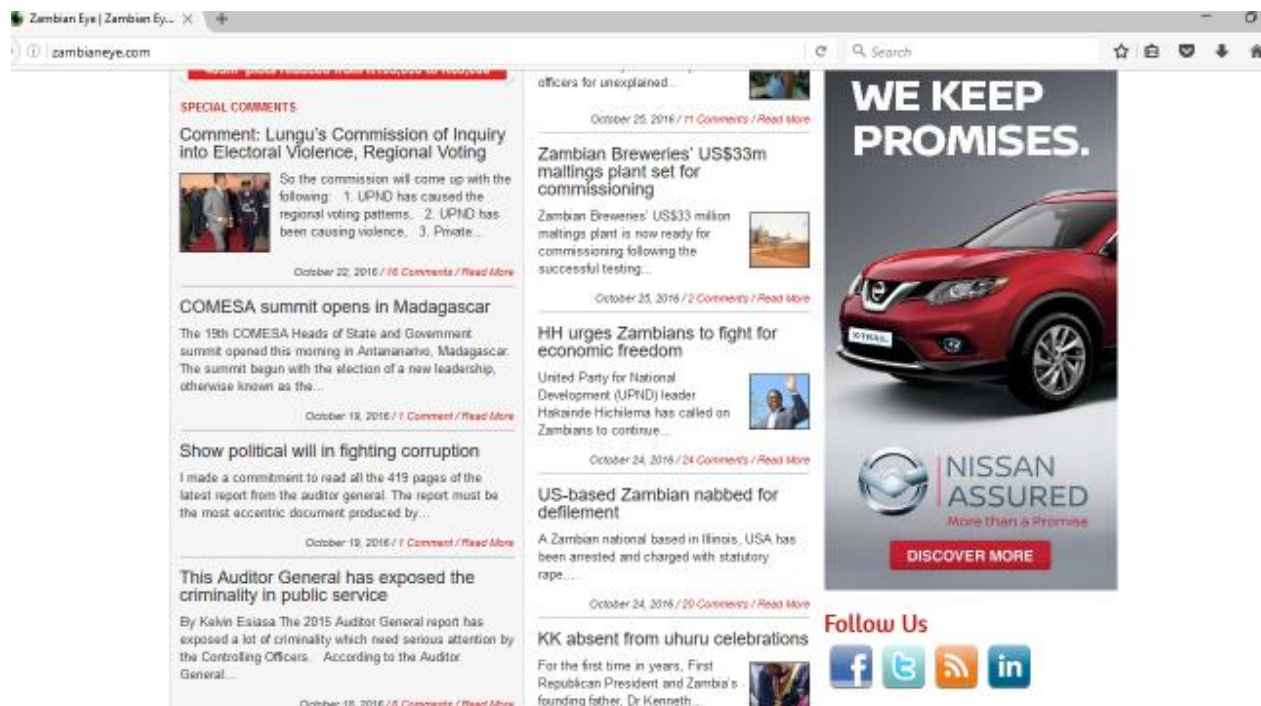 Zambian Eye | Zambian Ey...
zambianeye.com
Search
SPECIAL COMMENTS
Comment: Lungu's Commission of Inquiry
into Electoral Violence, Regional Voting
So the commission will come up with the
following: 1. UPND has caused the
regional voting patterns, 2. UPND has
been causing violence, 3. Private...
October 22, 2016 / 16 Comments / Read More
COMESA summit opens in Madagascar
The 19th COMESA Heads of State and Government
summit opened this morning in Antananarivo, Madagascar.
The summit begun with the election of a new leadership,
otherwise known as the...
October 19, 2016 / 1 Comment / Read More
Show political will in fighting corruption
I made a commitment to read all the 419 pages of the
latest report from the auditor general. The report must be
the most eccentric document produced by...
October 19, 2016 / 1 Comment / Read More
This Auditor General has exposed the
criminality in public service
By Kelvin Esiasa The 2015 Auditor General report has
exposed a lot of criminality which need serious attention by
the Controlling Officers. According to the Auditor
General...
October 18, 2016 / 6 Comments / Read More
officers for unexplained...
October 25, 2016 / 11 Comments / Read More
Zambian Breweries' US$33m
maltings plant set for
commissioning
Zambian Breweries' US$33 million
maltings plant is now ready for
commissioning following the
successful testing...
October 25, 2016 / 2 Comments / Read More
HH urges Zambians to fight for
economic freedom
United Party for National
Development (UPND) leader
Hakainde Hichilema has called on
Zambians to continue...
October 24, 2016 / 24 Comments / Read More
US-based Zambian nabbed for
defilement
A Zambian national based in Illinois, USA has
been arrested and charged with statutory
rape....
October 24, 2016 / 20 Comments / Read More
KK absent from uhuru celebrations
For the first time in years, First
Republican President and Zambia's
founding father, Dr Kenneth...
WE KEEP
PROMISES.
X-TRAIL
NISSAN
ASSURED
More than a Promise
DISCOVER MORE
Follow Us
f
t
in